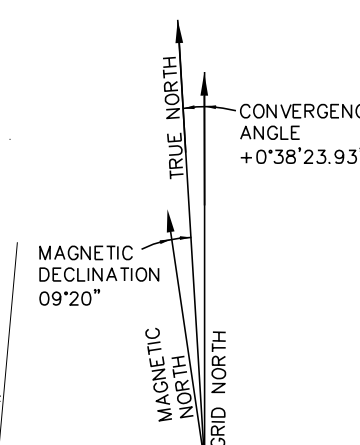 TRUE NORTH
CONVERGENC
ANGLE
+0°38'23.93"
MAGNETIC
DECLINATION
09°20"
MAGNETIC
NORTH
GRID NORTH